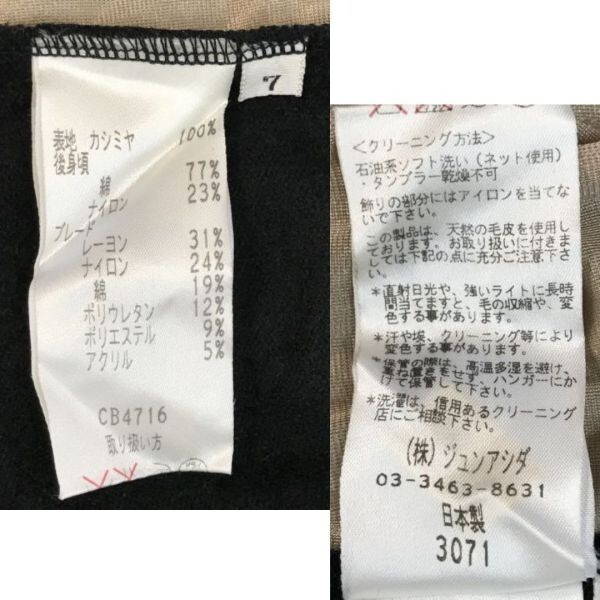 7
表地 カシミヤ 100%
後身頃
綿 77%
ナイロン 23%
ブレード
レーヨン 31%
ナイロン 24%
綿 19%
ポリウレタン 12%
ポリエステル 9%
アクリル 5%
CB4716
取り扱い方
<クリーニング方法>
石油系ソフト洗い(ネット使用)
・タンブラー乾燥不可
飾りの部分にはアイロンを当てな
いで下さい。
この製品は、天然の毛皮を使用し
ております。お取り扱いに付きま
しては下記の点に充分ご注意下さ
い。
*直射日光や、強いライトに長時
間当てますと、毛の収縮や、変
色する事があります。
*汗や埃、クリーニング等により
変色する事があります。
*保管の際は、高温多湿を避け、
重ね置きをせず、ハンガーにか
けて保管して下さい。
*洗濯は、信用あるクリーニング
店にご相談下さい。
(株)ジュンアシダ
03-3463-8631
日本製
3071